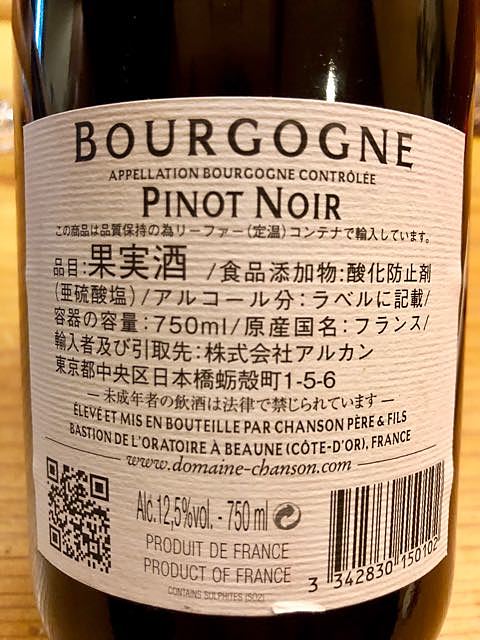 BOURGOGNE
APPELLATION BOURGOGNE CONTRÔLÉE
PINOT NOIR
この商品は品質保持の為リーファー(定温)コンテナで輸入しています。
品目:果実酒 /食品添加物:酸化防止剤
(亜硫酸塩)/アルコール分:ラベルに記載/
容器の容量:750ml/原産国名:フランス/
輸入者及び引取先:株式会社アルカン
東京都中央区日本橋蛎殻町1-5-6
―未成年者の飲酒は法律で禁じられています―
ÉLEVÉ ET MIS EN BOUTEILLE PAR CHANSON PÈRE & FILS
BASTION DE L'ORATOIRE À BEAUNE (CÔTE-D'OR), FRANCE
www.domaine-chanson.com
Alc.12,5%vol. - 750 ml
PRODUIT DE FRANCE
PRODUCT OF FRANCE
CONTAINS SULPHITES (SO2)
3 342830 150102